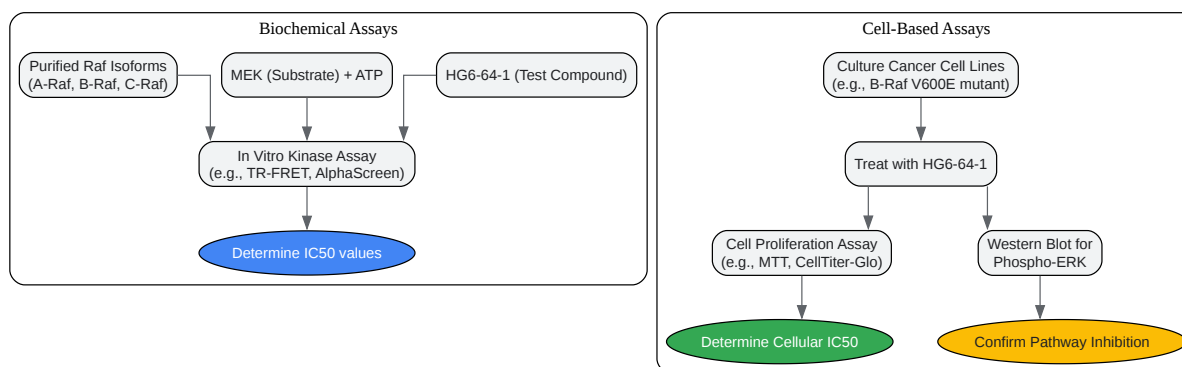 Biochemical Assays
Purified Raf Isoforms
(A-Raf, B-Raf, C-Raf)
MEK (Substrate) + ATP
HG6-64-1 (Test Compound)
In Vitro Kinase Assay
(e.g., TR-FRET, AlphaScreen)
Determine IC50 values
Cell-Based Assays
Culture Cancer Cell Lines
(e.g., B-Raf V600E mutant)
Treat with HG6-64-1
Cell Proliferation Assay
(e.g., MTT, CellTiter-Glo)
Western Blot for
Phospho-ERK
Determine Cellular IC50
Confirm Pathway Inhibition